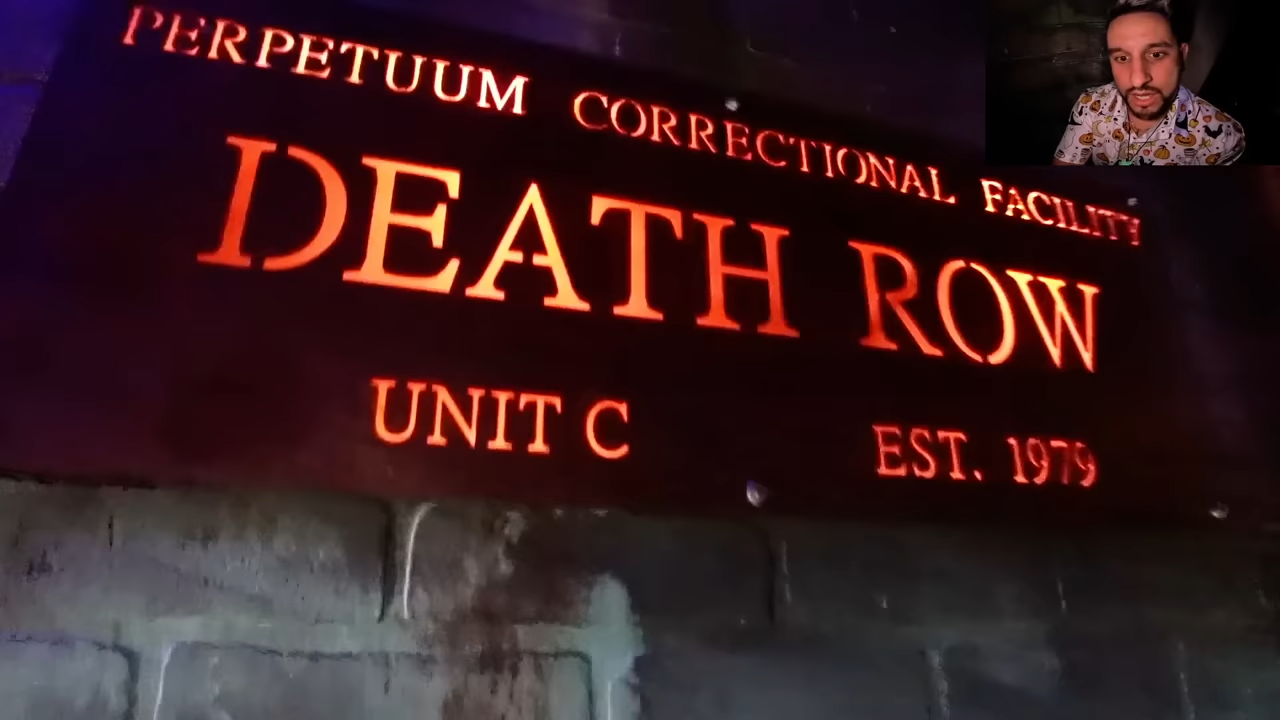 PERPETUUM CORRECTIONAL FACILITY
DEATH ROW
UNIT C
EST. 1979